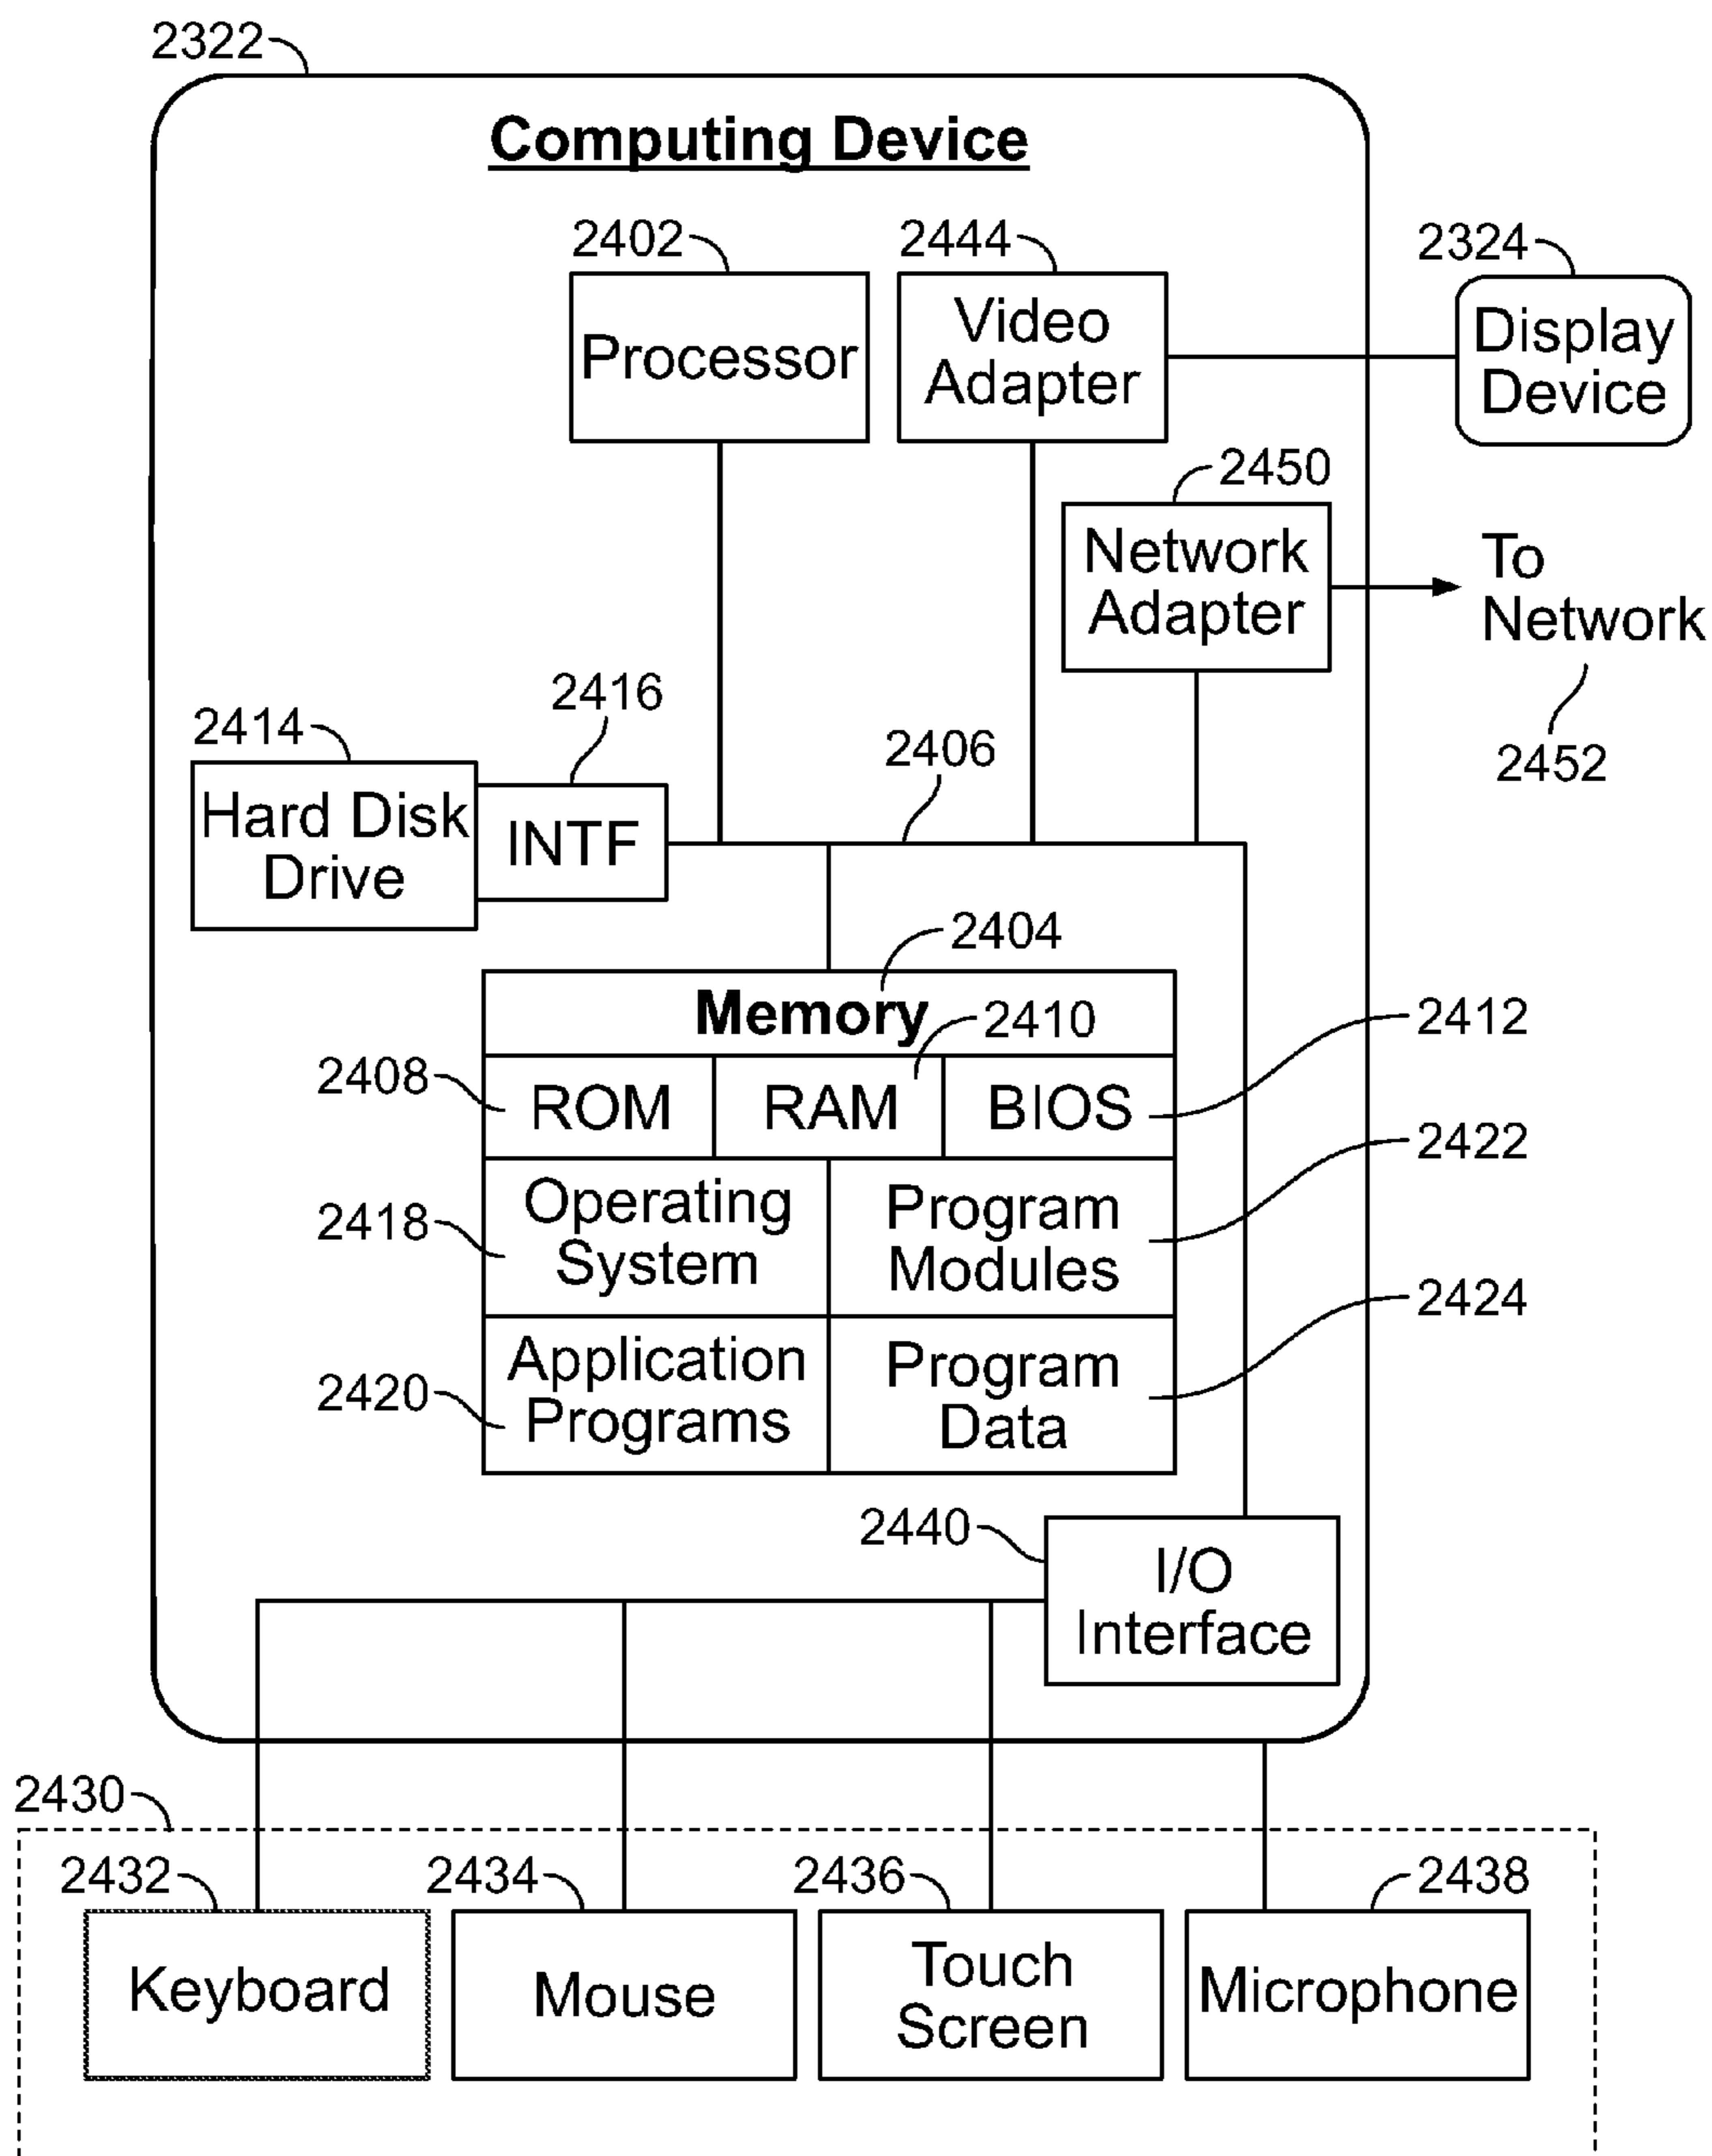 2322
Computing Device
2402
2444
2324
Processor
Video
Adapter
Display
Device
2450
Network
Adapter
To
Network
2452
2414
2416
2406
Hard Disk
Drive
INTF
2404
Memory
2410
2412
2408
ROM
RAM
BIOS
2422
2418
Operating
System
Program
Modules
2424
2420
Application
Programs
Program
Data
2440
I/O
Interface
2430
2432
2434
2436
2438
Keyboard
Mouse
Touch
Screen
Microphone